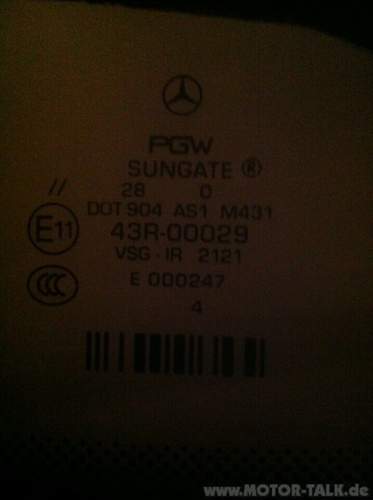 PGW
SUNGATE ®
//
28 0
DOT 904 AS1 M431
E11
43R-00029
VSG - IR 2121
CCC
E 000247
4
www.MOTOR-TALK.de